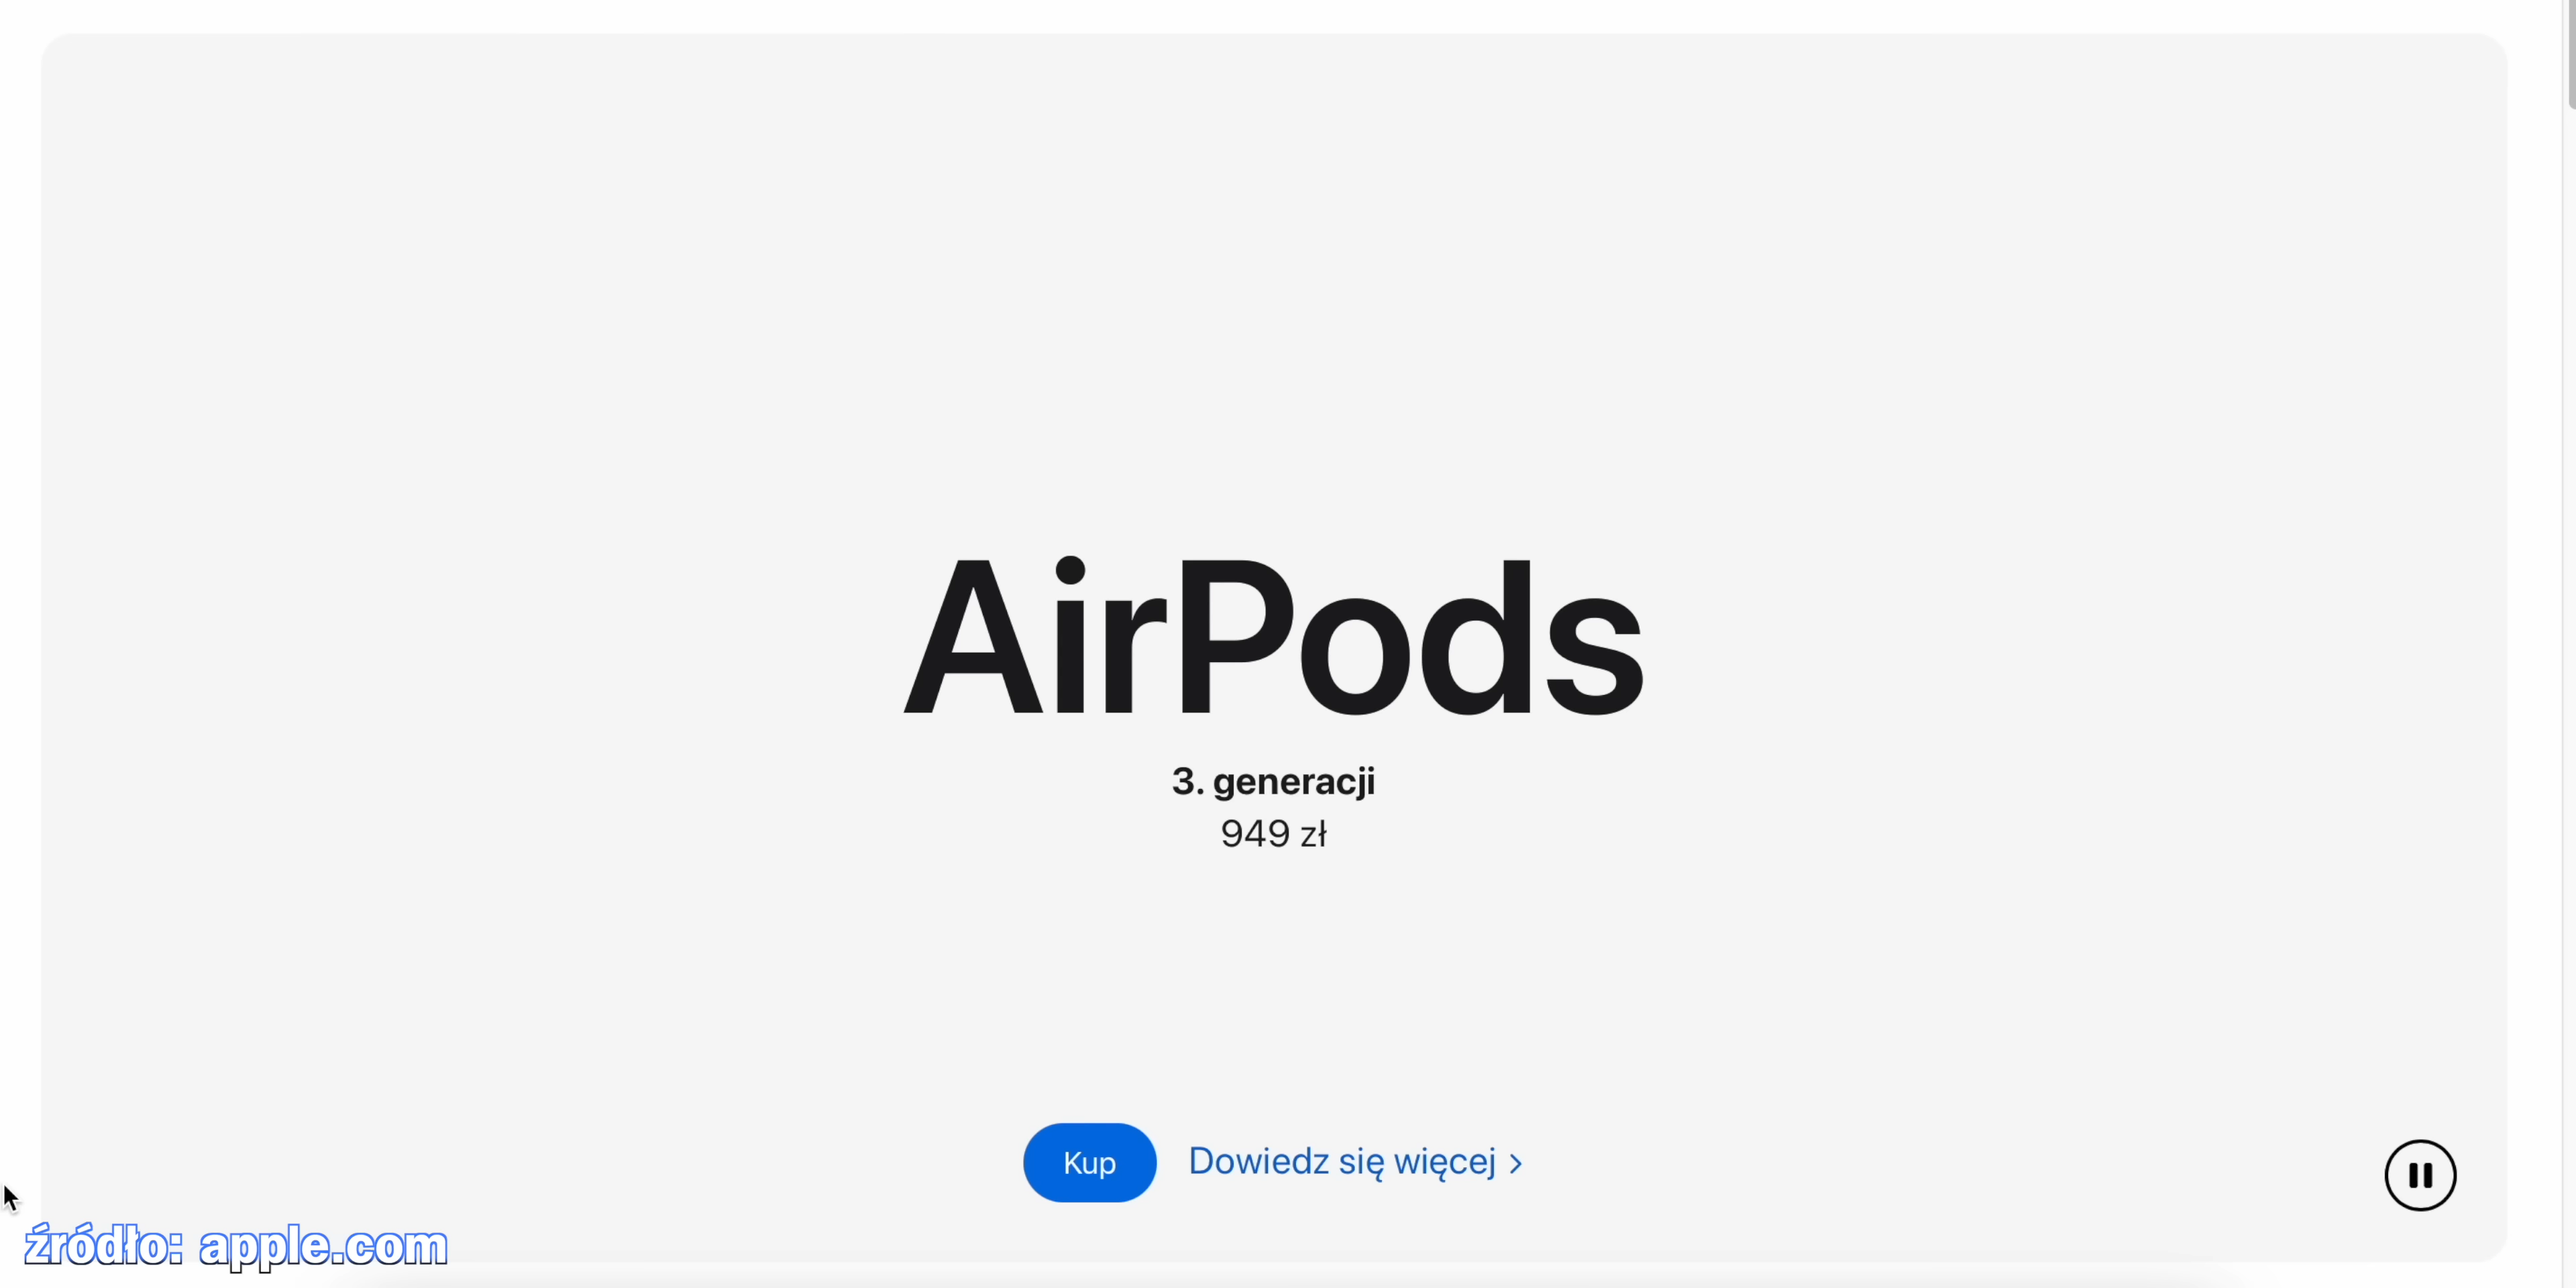 AirPods
3. generacji
949 zł
Kup
Dowiedz się więcej >
źródło: apple.com